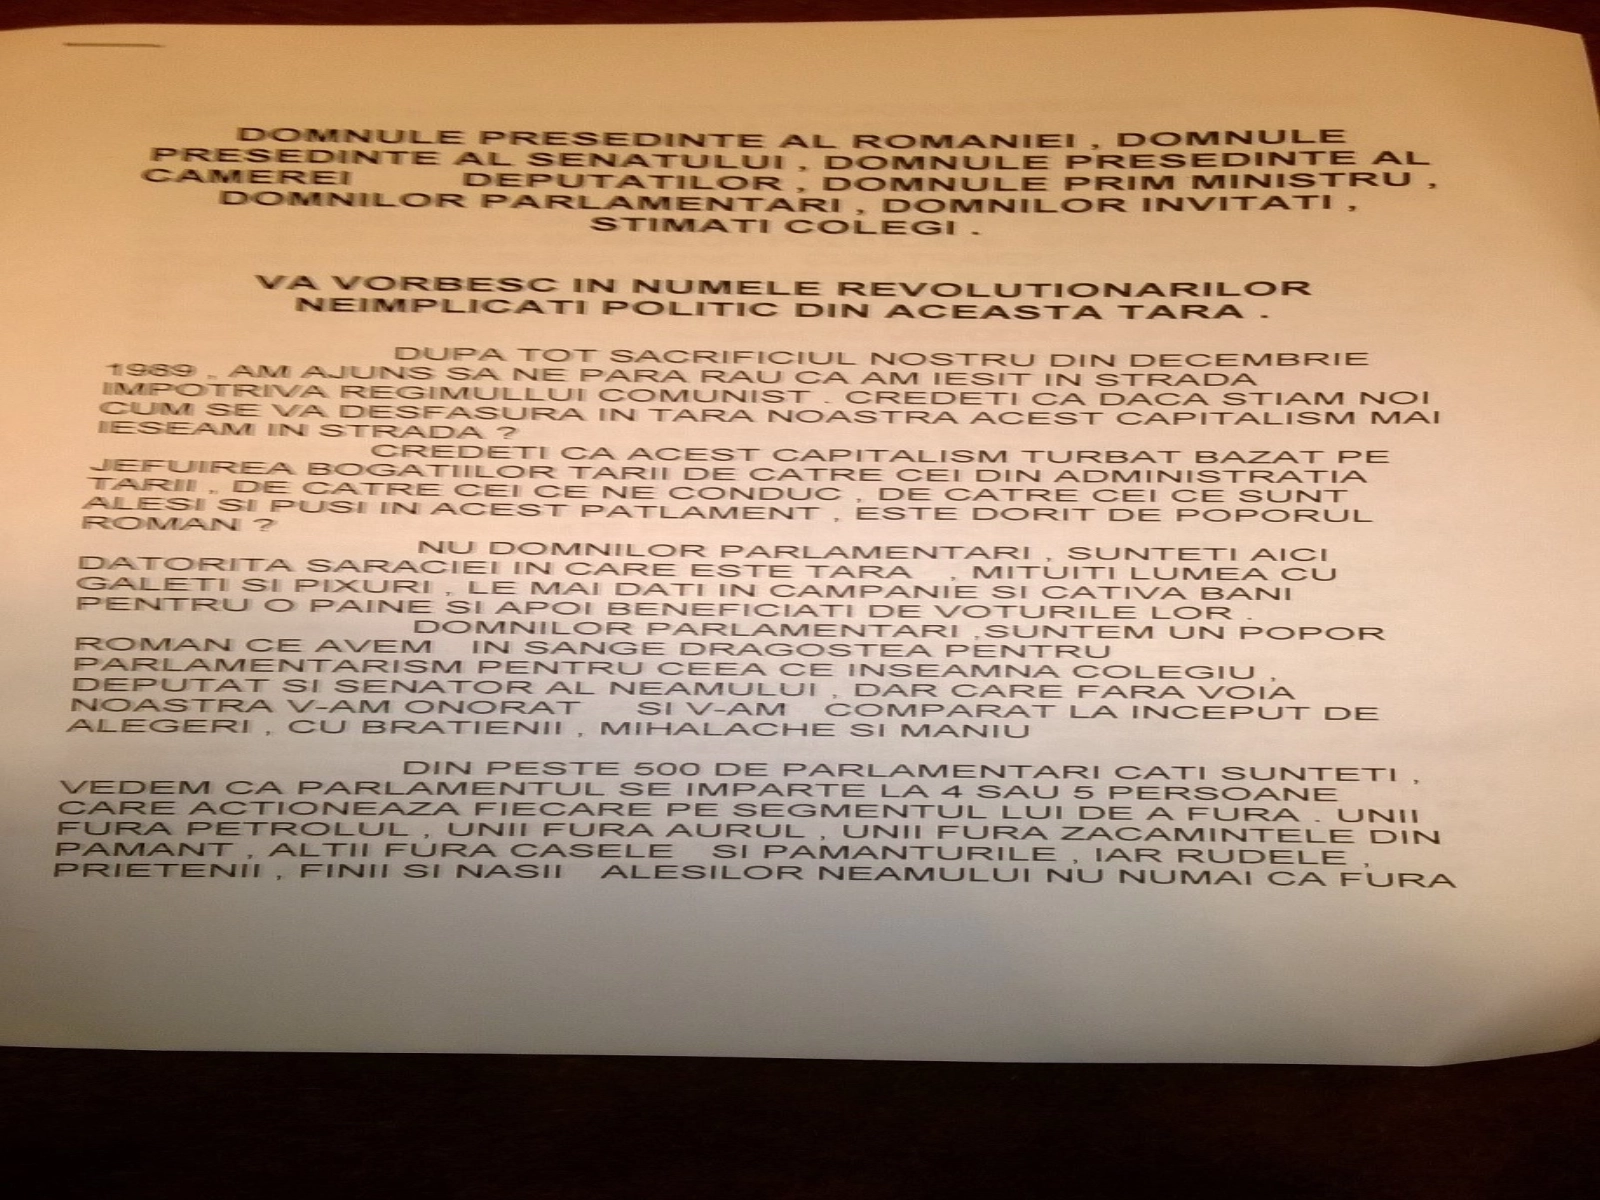 DOMNULE PRESEDINTE AL ROMANIEI , DOMNULE
PRESEDINTE AL SENATULUI , DOMNULE PRESEDINTE AL
CAMEREI DEPUTATILOR , DOMNULE PRIM MINISTRU ,
DOMNILOR PARLAMENTARI , DOMNILOR INVITATI ,
STIMATI COLEGI .
VA VORBESC IN NUMELE REVOLUTIONARILOR
NEIMPLICATI POLITIC DIN ACEASTA TARA .
DUPA TOT SACRIFICIUL NOSTRU DIN DECEMBRIE
1989 , AM AJUNS SA NE PARA RAU CA AM IESIT IN STRADA
IMPOTRIVA REGIMULLUI COMUNIST . CREDETI CA DACA STIAM NOI
CUM SE VA DESFASURA IN TARA NOASTRA ACEST CAPITALISM MAI
IESEAM IN STRADA ?
CREDETI CA ACEST CAPITALISM TURBAT BAZAT PE
JEFUIREA BOGATIILOR TARII DE CATRE CEI DIN ADMINISTRATIA
TARII , DE CATRE CEI CE NE CONDUC , DE CATRE CEI CE SUNT
ALESI SI PUSI IN ACEST PATLAMENT , ESTE DORIT DE POPORUL
ROMAN ?
NU DOMNILOR PARLAMENTARI , SUNTETI AICI
DATORITA SARACIEI IN CARE ESTE TARA , MITUITI LUMEA CU
GALETI SI PIXURI , LE MAI DATI IN CAMPANIE SI CATIVA BANI
PENTRU O PAINE SI APOI BENEFICIATI DE VOTURILE LOR .
DOMNILOR PARLAMENTARI ,SUNTEM UN POPOR
ROMAN CE AVEM IN SANGE DRAGOSTEA PENTRU
PARLAMENTARISM PENTRU CEEA CE INSEAMNA COLEGIU ,
DEPUTAT SI SENATOR AL NEAMULUI , DAR CARE FARA VOIA
NOASTRA V-AM ONORAT SI V-AM COMPARAT LA INCEPUT DE
ALEGERI , CU BRATIENII , MIHALACHE SI MANIU
DIN PESTE 500 DE PARLAMENTARI CATI SUNTETI ,
VEDEM CA PARLAMENTUL SE IMPARTE LA 4 SAU 5 PERSOANE
CARE ACTIONEAZA FIECARE PE SEGMENTUL LUI DE A FURA . UNII
FURA PETROLUL , UNII FURA AURUL , UNII FURA ZACAMINTELE DIN
PAMANT , ALTII FURA CASELE SI PAMANTURILE , IAR RUDELE ,
PRIETENII , FINII SI NASII ALESILOR NEAMULUI NU NUMAI CA FURA